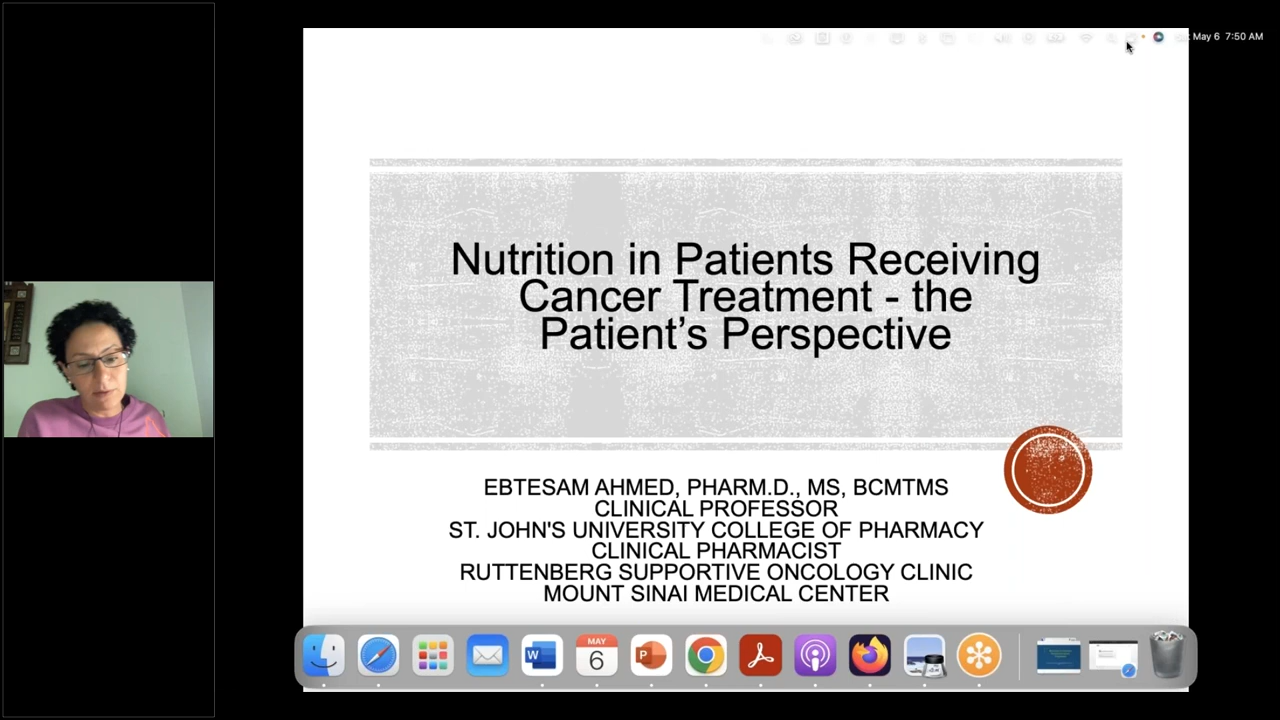 May 6 7:50 AM
Nutrition in Patients Receiving
Cancer Treatment - the
Patient’s Perspective
EBTESAM AHMED, PHARM.D., MS, BCMTMS
CLINICAL PROFESSOR
ST. JOHN'S UNIVERSITY COLLEGE OF PHARMACY
CLINICAL PHARMACIST
RUTTENBERG SUPPORTIVE ONCOLOGY CLINIC
MOUNT SINAI MEDICAL CENTER
W
MAY
6
P